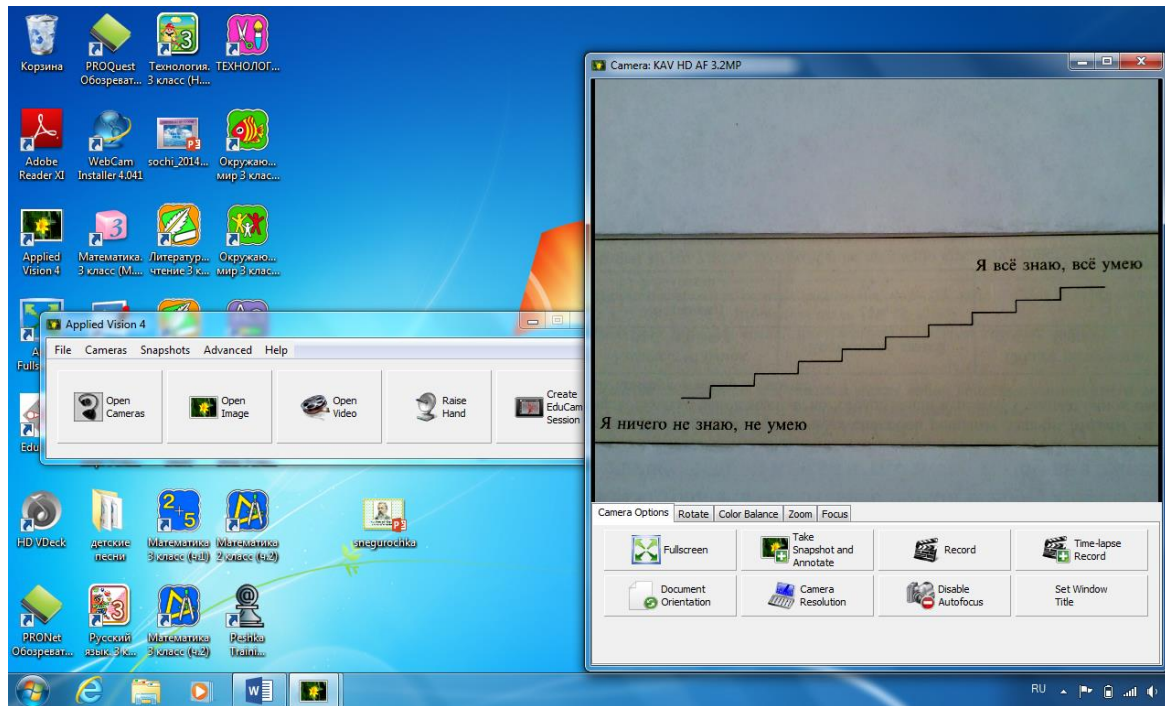 Корзина
PROQuest
Обозреват...
Технология.
3 класс (Н....
ТЕХНОЛОГ...
Adobe
Reader XI
WebCam
Installer 4.041
sochi_2014...
Окружаю...
мир 3 клас...
Applied
Vision 4
Математика.
3 класс (М....
Литератур...
чтение 3 к...
Окружаю...
мир 3 клас...
Applied Vision 4
File Cameras Snapshots Advanced Help
Open
Cameras
Open
Image
Open
Video
Raise
Hand
Create
EduCam
Session
HD VDeck
детские
песни
Математика
3 класс (ч.1)
Математика
2 класс (ч.2)
snegurochka
PRONet
Обозреват...
Русский
язык. 3 к...
Математика
3 класс (ч.2)
Peshka
Traini...
Camera: KAV HD AF 3.2MP
Я всё знаю, всё умею
Я ничего не знаю, не умею
Camera Options Rotate Color Balance Zoom Focus
Fullscreen
Take
Snapshot and
Annotate
Record
Time-lapse
Record
Document
Orientation
Camera
Resolution
Disable
Autofocus
Set Window
Title
RU